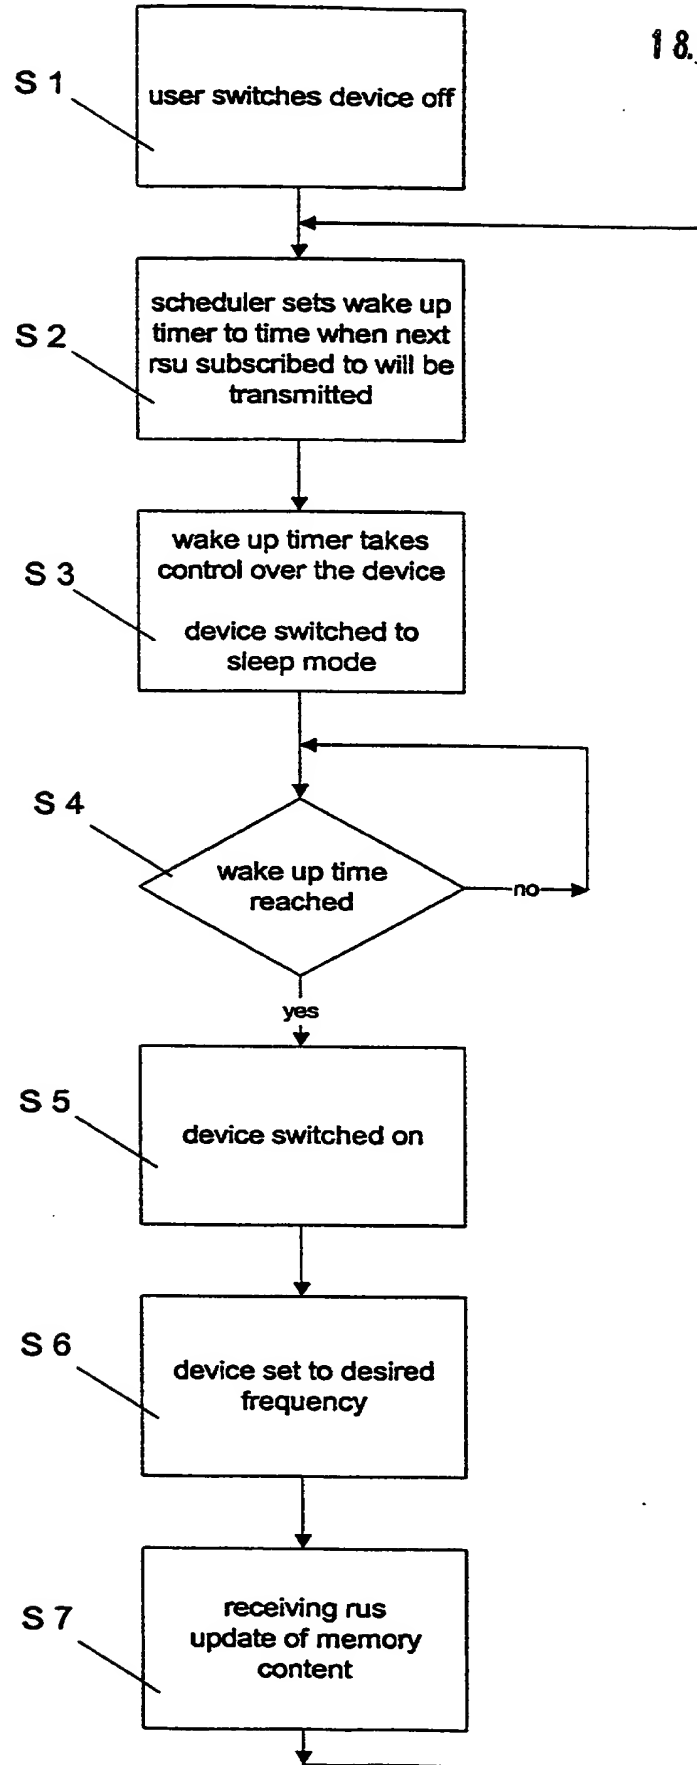 18.
S 1
user switches device off
S 2
scheduler sets wake up
timer to time when next
rsu subscribed to will be
transmitted
S 3
wake up timer takes
control over the device
device switched to
sleep mode
S 4
wake up time
reached
no
yes
S 5
device switched on
S 6
device set to desired
frequency
S 7
receiving rus
update of memory
content